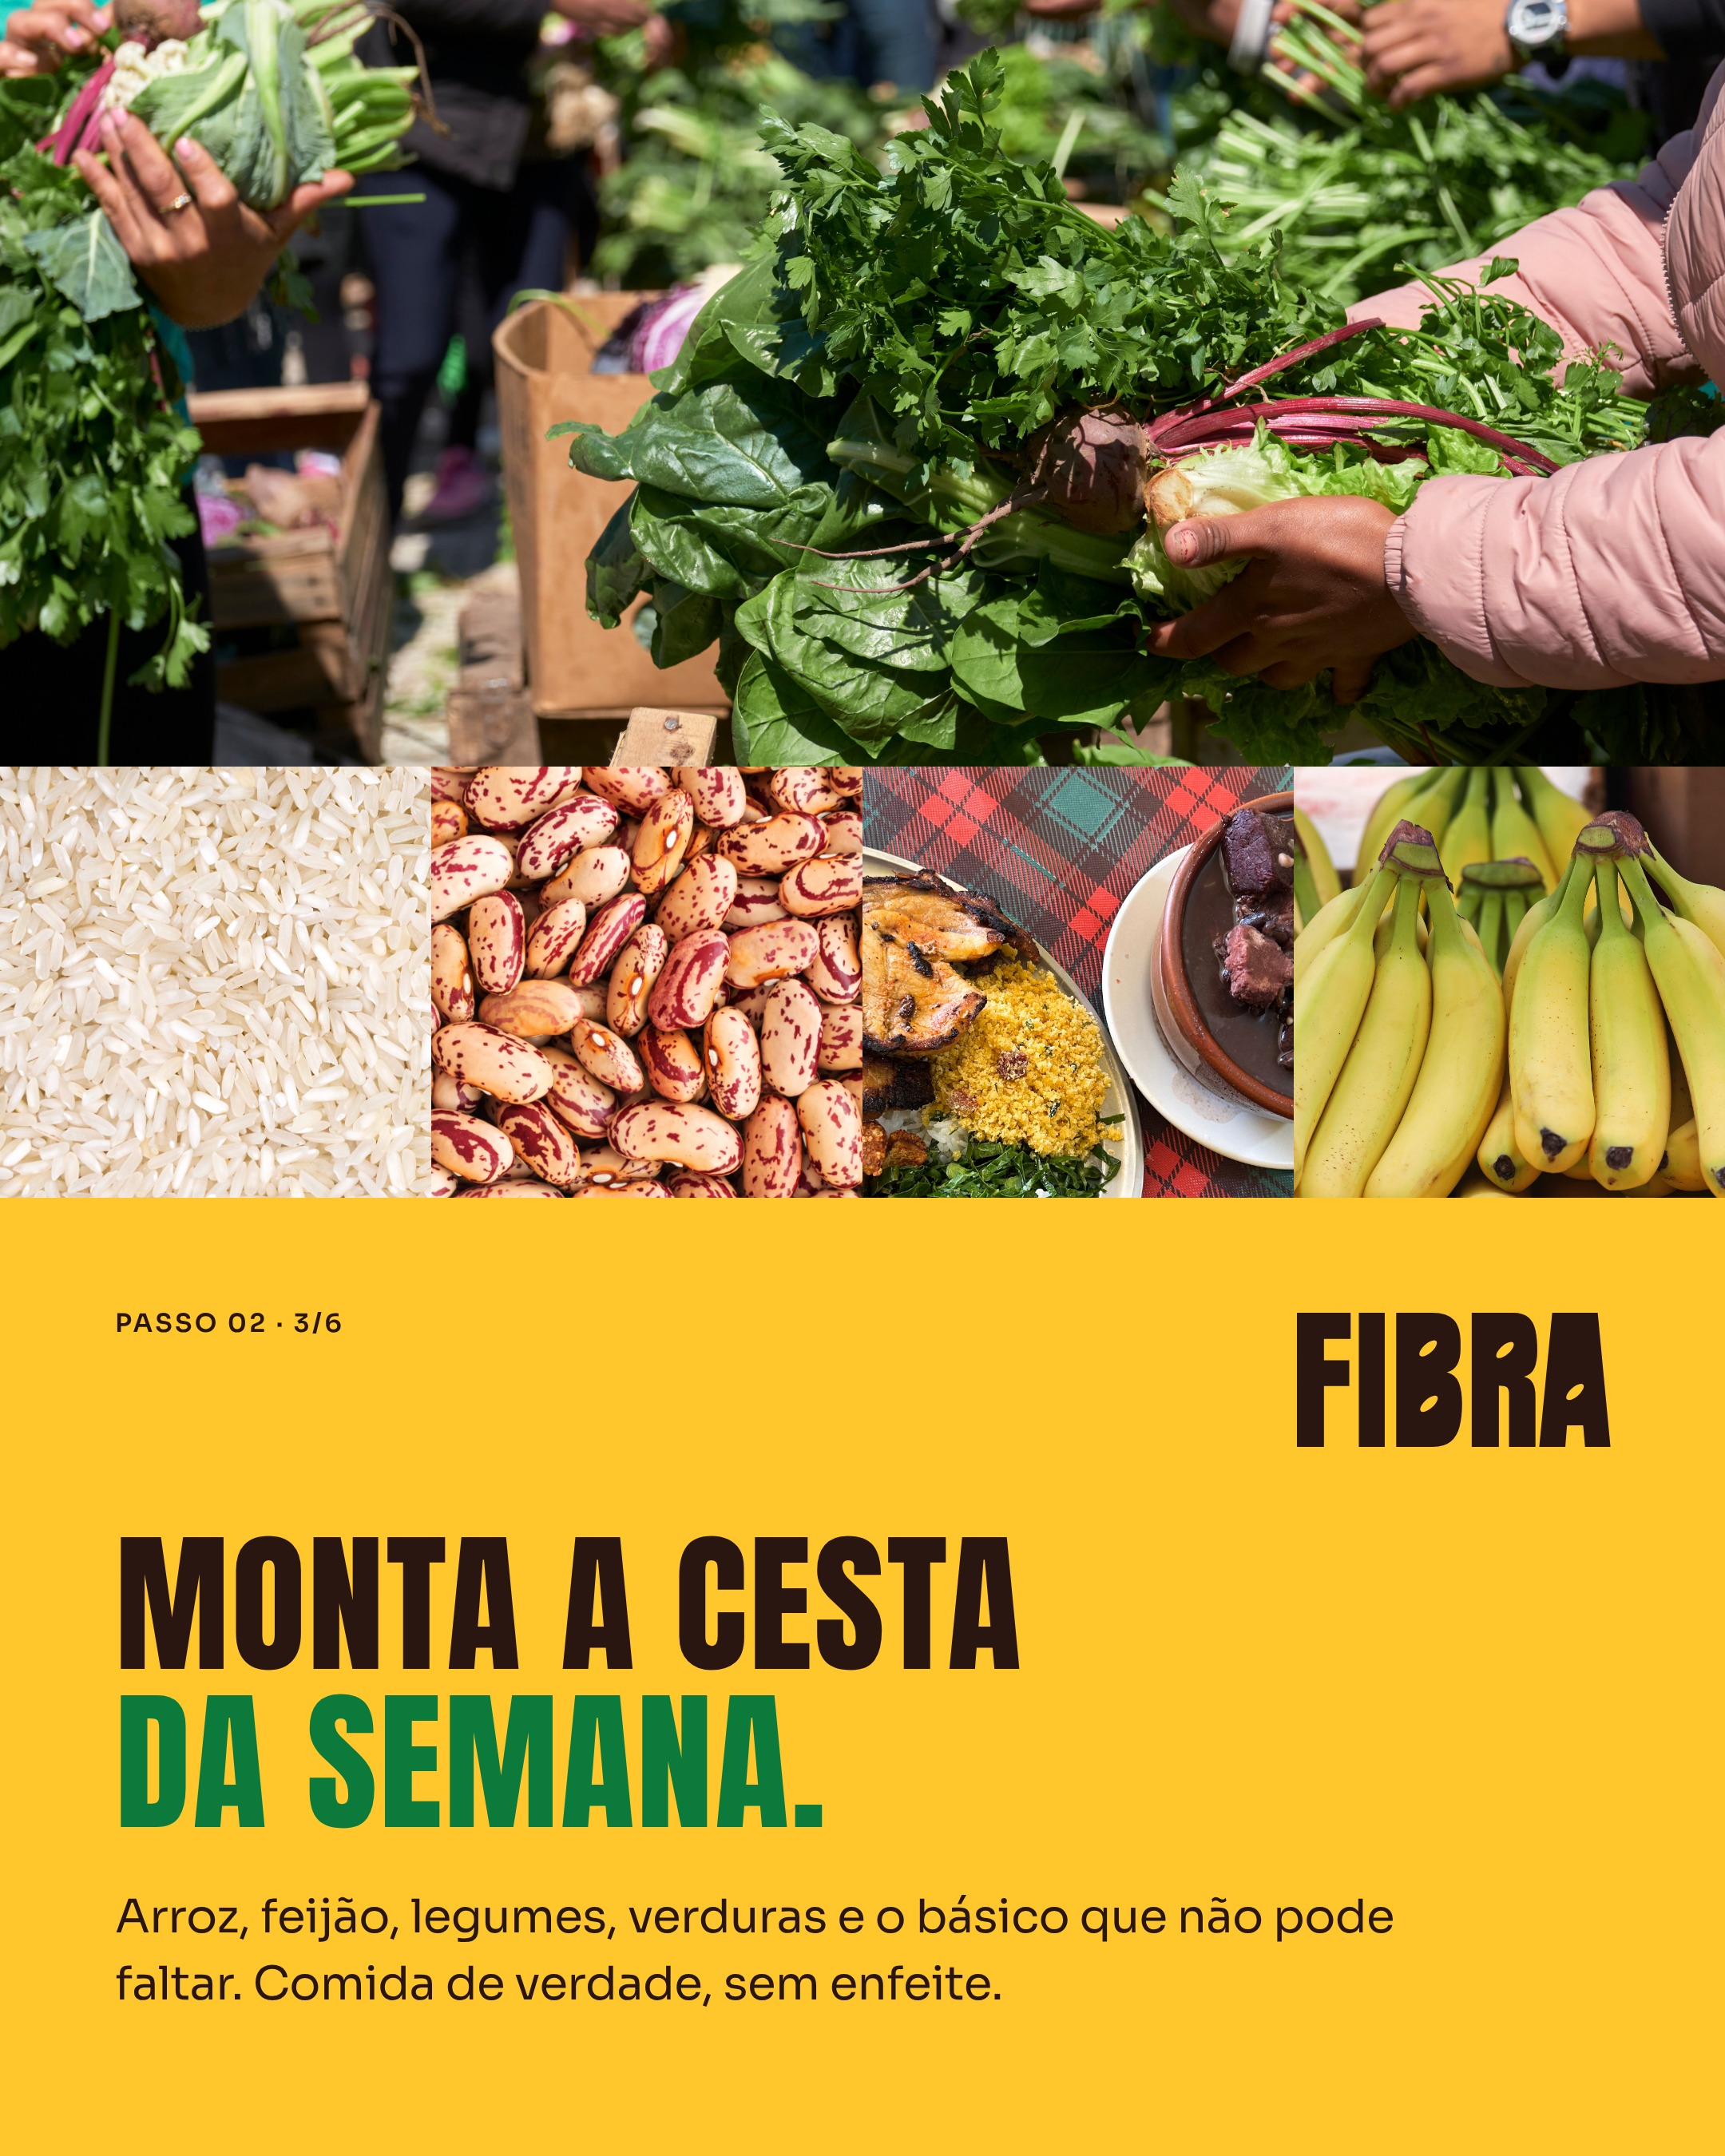 PASSO 02 · 3/6
FIBRA
MONTA A CESTA
DA SEMANA.
Arroz, feijão, legumes, verduras e o básico que não pode
faltar. Comida de verdade, sem enfeite.